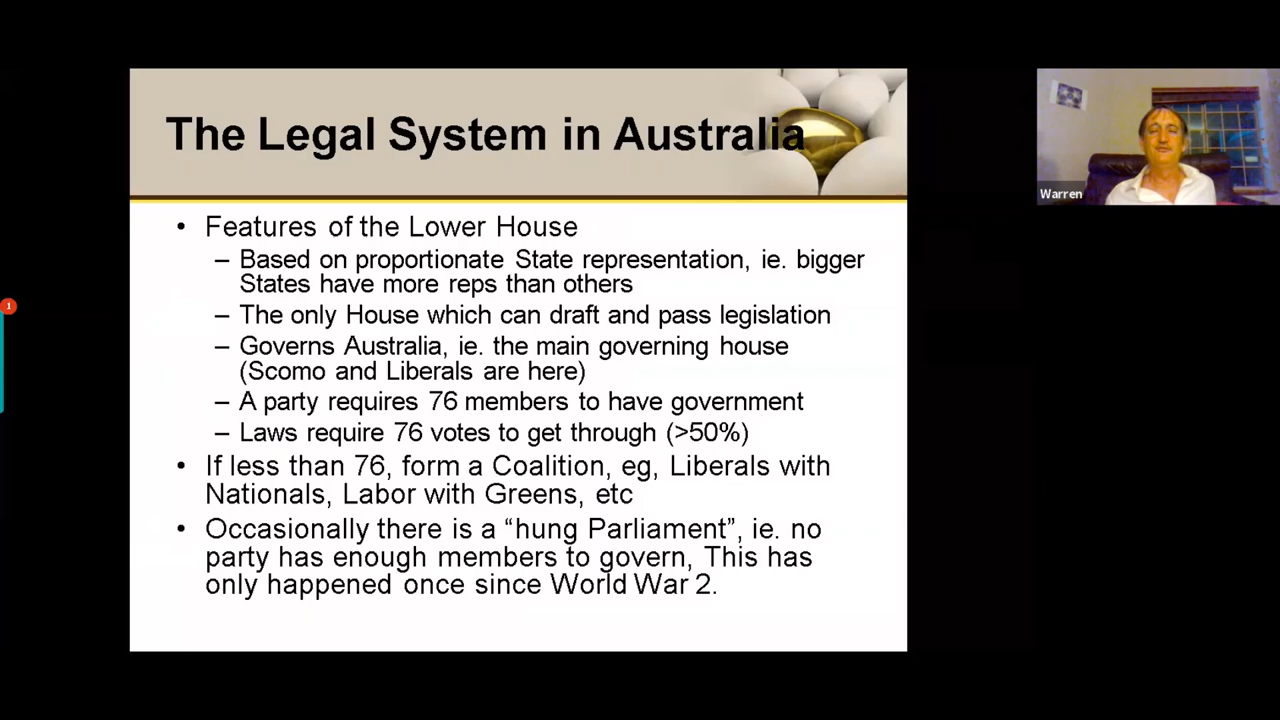 The Legal System in Australia
• Features of the Lower House
– Based on proportionate State representation, ie. bigger
States have more reps than others
– The only House which can draft and pass legislation
– Governs Australia, ie. the main governing house
(Scomo and Liberals are here)
– A party requires 76 members to have government
– Laws require 76 votes to get through (>50%)
• If less than 76, form a Coalition, eg, Liberals with
Nationals, Labor with Greens, etc
• Occasionally there is a “hung Parliament”, ie. no
party has enough members to govern, This has
only happened once since World War 2.
Warren
1